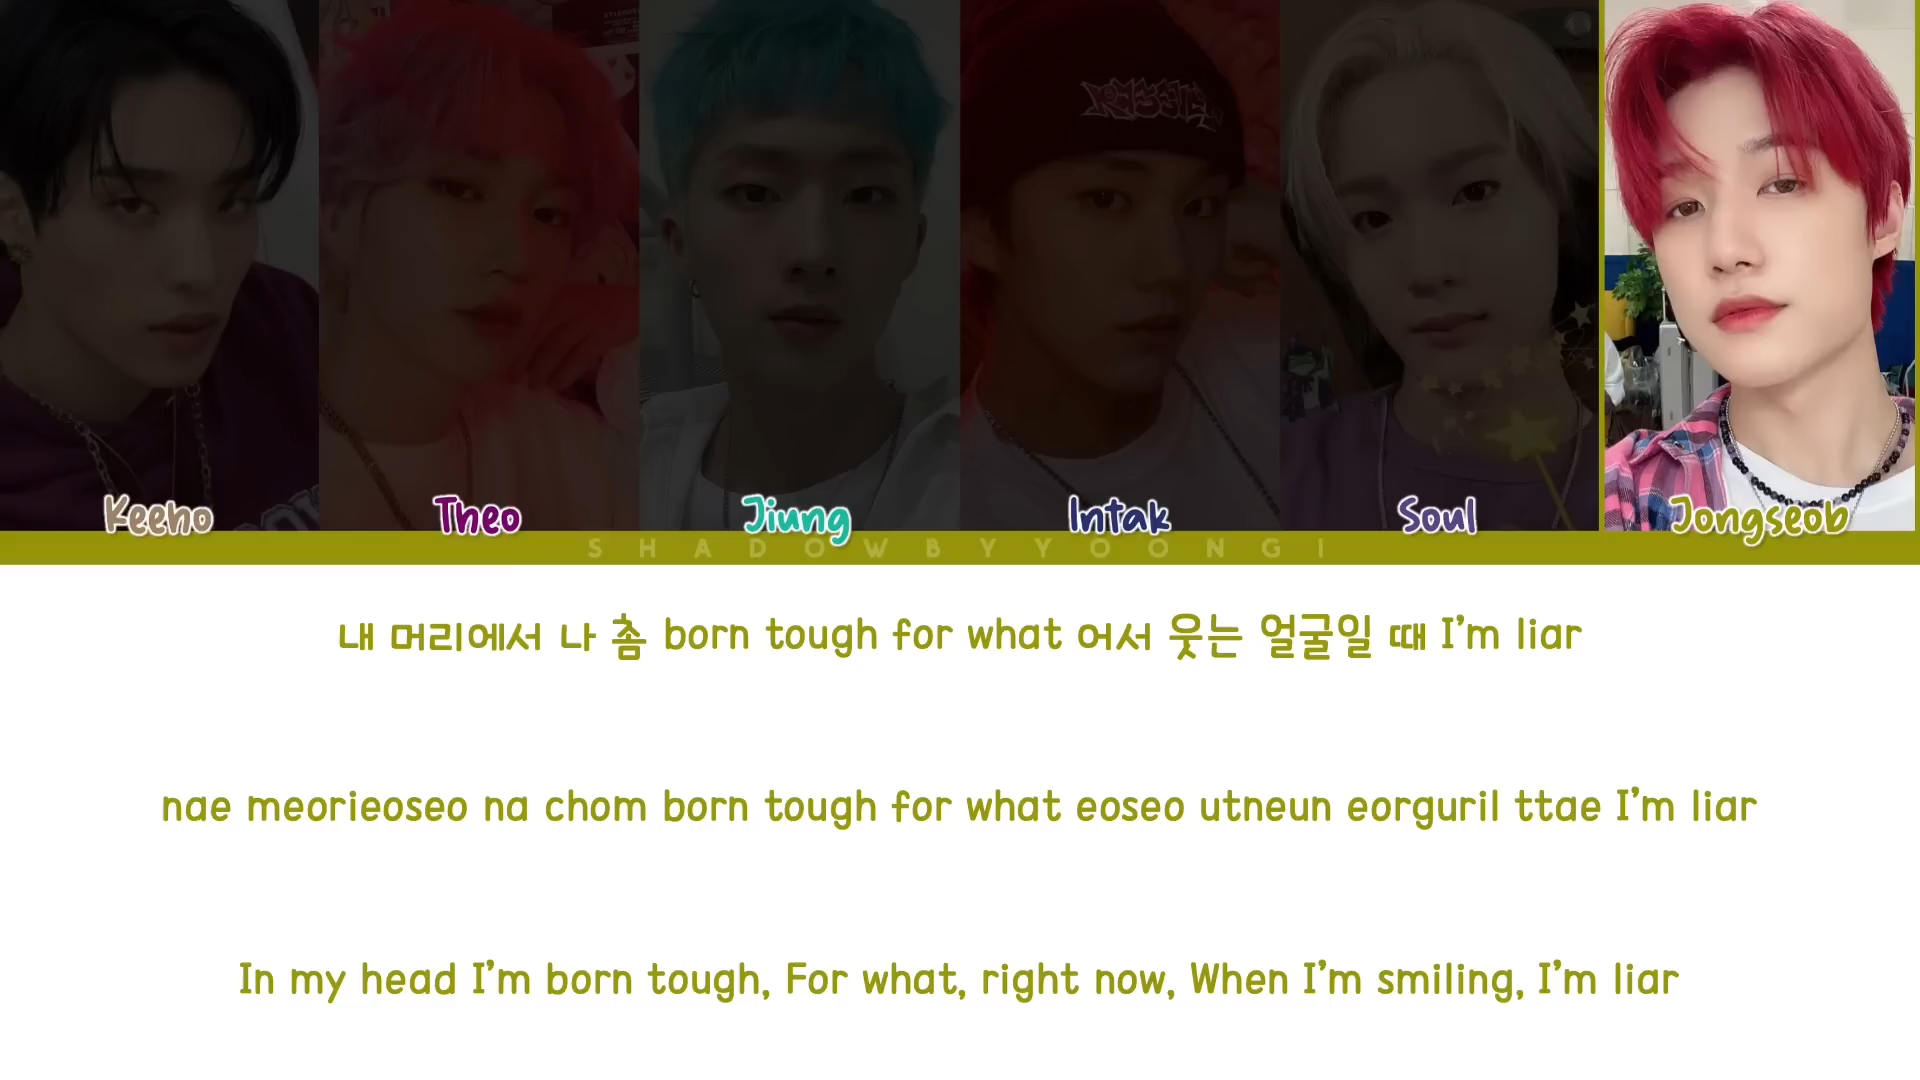 Keeho Theo Jiung Intak Soul Jongseob
SHADOWBYYOONGI
내 머리에서 나 촘 born tough for what 어서 웃는 얼굴일 때 I'm liar
nae meorieoseo na chom born tough for what eoseo utneun eorguril ttae I'm liar
In my head I'm born tough, For what, right now, When I'm smiling, I'm liar